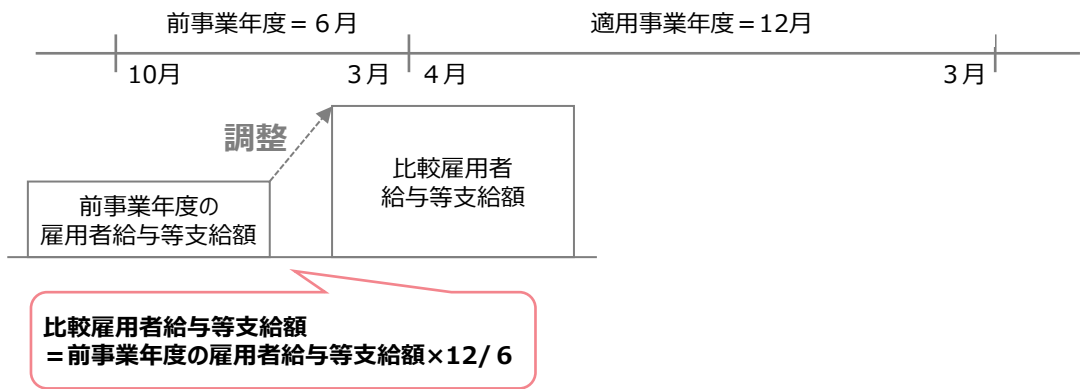 前事業年度＝６月
適用事業年度＝12月
10月
３月
４月
３月
調整
比較雇用者
給与等支給額
前事業年度の
雇用者給与等支給額
比較雇用者給与等支給額
＝前事業年度の雇用者給与等支給額×12/６